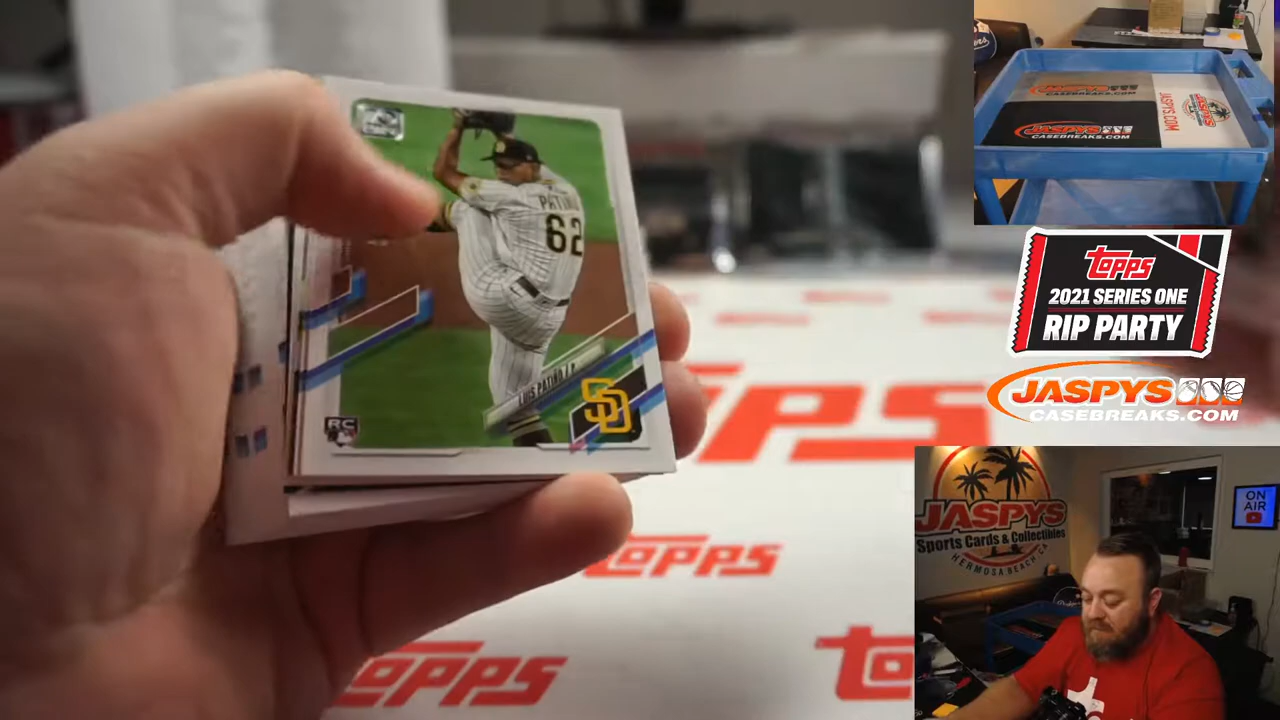 PATIÑO
62
LUIS PATIÑO / P
RC
SD
JASPYS
CASEBREAKS.COM
JASPYS.COM
TOPPS
2021 SERIES ONE
RIP PARTY
JASPYS
CASEBREAKS.COM
TOPPS
TOPPS
TOPPS
JASPYS
Sports Cards & Collectibles
HERMOSA BEACH CA
ON
AIR